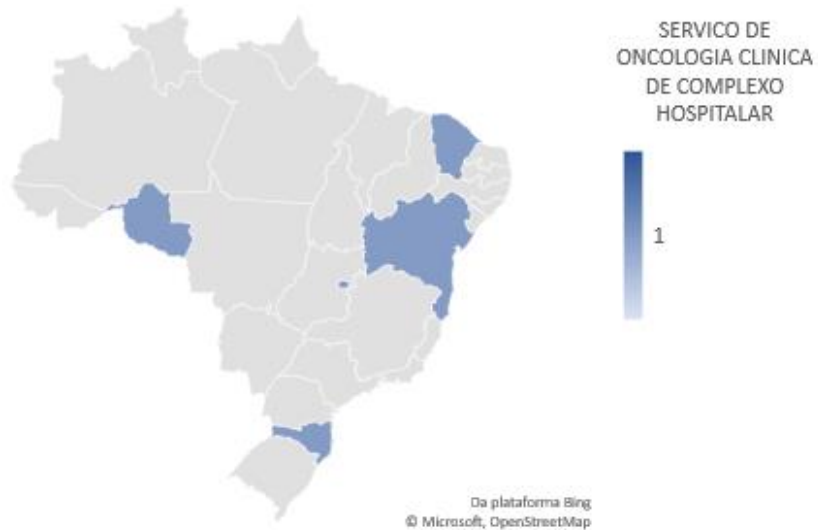 SERVICO DE
ONCOLOGIA CLINICA
DE COMPLEXO
HOSPITALAR
1
Da plataforma Bing
© Microsoft, OpenStreetMap